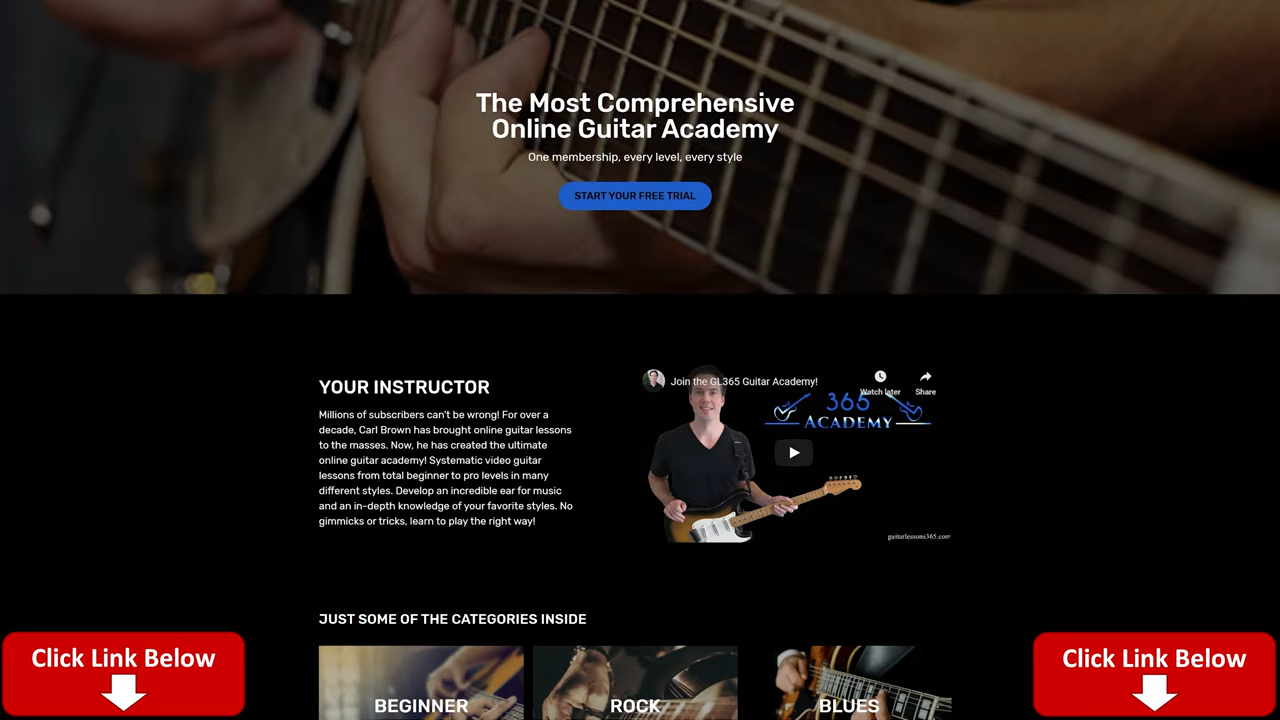 The Most Comprehensive
Online Guitar Academy
One membership, every level, every style
START YOUR FREE TRIAL
YOUR INSTRUCTOR
Millions of subscribers can't be wrong! For over a
decade, Carl Brown has brought online guitar lessons
to the masses. Now, he has created the ultimate
online guitar academy! Systematic video guitar
lessons from total beginner to pro levels in many
different styles. Develop an incredible ear for music
and an in-depth knowledge of your favorite styles. No
gimmicks or tricks, learn to play the right way!
Join the GL365 Guitar Academy!
Watch later
Share
365
ACADEMY
guitarlessons365.com
JUST SOME OF THE CATEGORIES INSIDE
BEGINNER
ROCK
BLUES
Click Link Below
Click Link Below